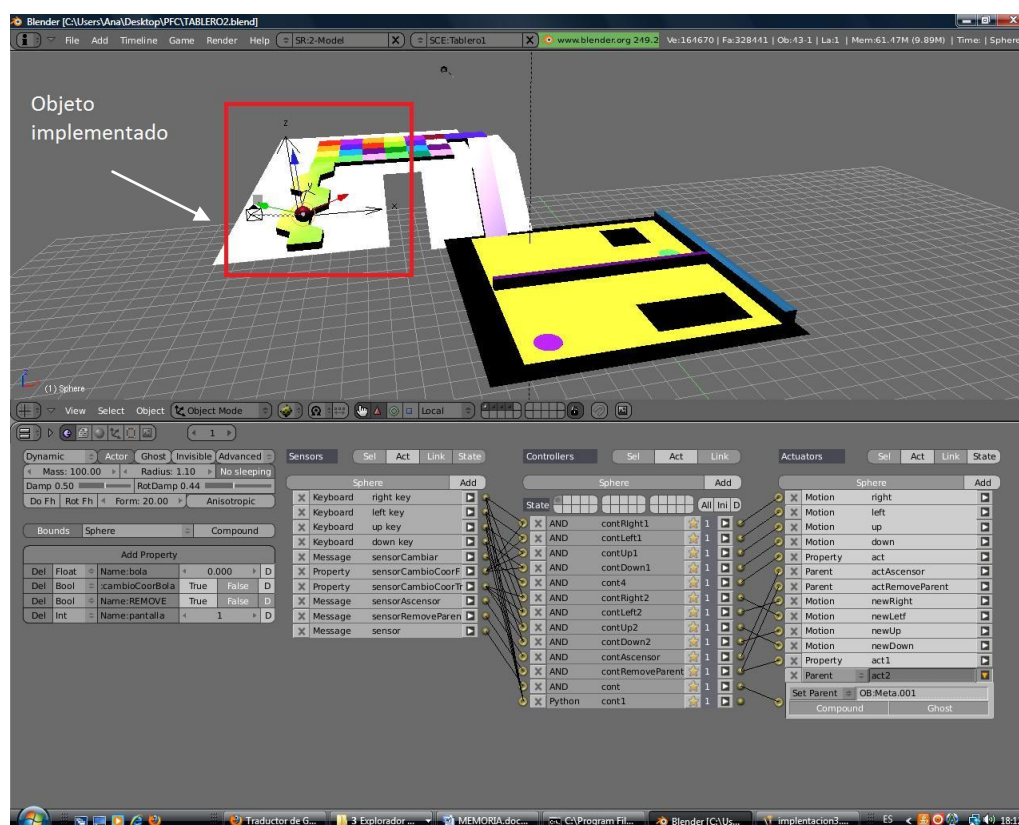 Blender [C:\Users\Ana\Desktop\PFC\TABLERO2.blend]
File Add Timeline Game Render Help SR:2-Model X SCE:Tablero1 X www.blender.org 249.2 Ve:164670 | Fa:328441 | Ob:43-1 | La:1 | Mem:61.47M (9.89M) | Time: | Sphere
Objeto
implementado
z
y
x
(1) Sphere
View Select Object Object Mode Local
1
Dynamic Actor Ghost Invisible Advanced
Mass: 100.00 Radius: 1.10 No sleeping
Damp 0.50 RotDamp 0.44
Do Fh Rot Fh Form: 20.00 Anisotropic
Bounds Sphere Compound
Add Property
Del Float Name:bola 0.000 D
Del Bool :cambioCoorBola True False D
Del Bool Name:REMOVE True False D
Del Int Name:pantalla 1 D
Sensors Sel Act Link State
Sphere Add
X Keyboard right key
X Keyboard left key
X Keyboard up key
X Keyboard down key
X Message sensorCambiar
X Property sensorCambioCoorF
X Property sensorCambioCoorTr
X Message sensorAscensor
X Message sensorRemoveParen
X Message sensor
Controllers Sel Act Link
Sphere Add
State All Ini D
X AND contRight1 1
X AND contLeft1 1
X AND contUp1 1
X AND contDown1 1
X AND cont4 1
X AND contRight2 1
X AND contLeft2 1
X AND contUp2 1
X AND contDown2 1
X AND contAscensor 1
X AND contRemoveParent 1
X AND cont 1
X Python cont1 1
Actuators Sel Act Link State
Sphere Add
X Motion right
X Motion left
X Motion up
X Motion down
X Property act
X Parent actAscensor
X Parent actRemoveParent
X Motion newRight
X Motion newLetf
X Motion newUp
X Motion newDown
X Property act1
X Parent act2
Set Parent OB:Meta.001
Compound Ghost
Traductor de G... 3 Explorador ... MEMORIA.doc... C:\Program Fil... Blender [C:\Us... implentacion3.... ES 18:12